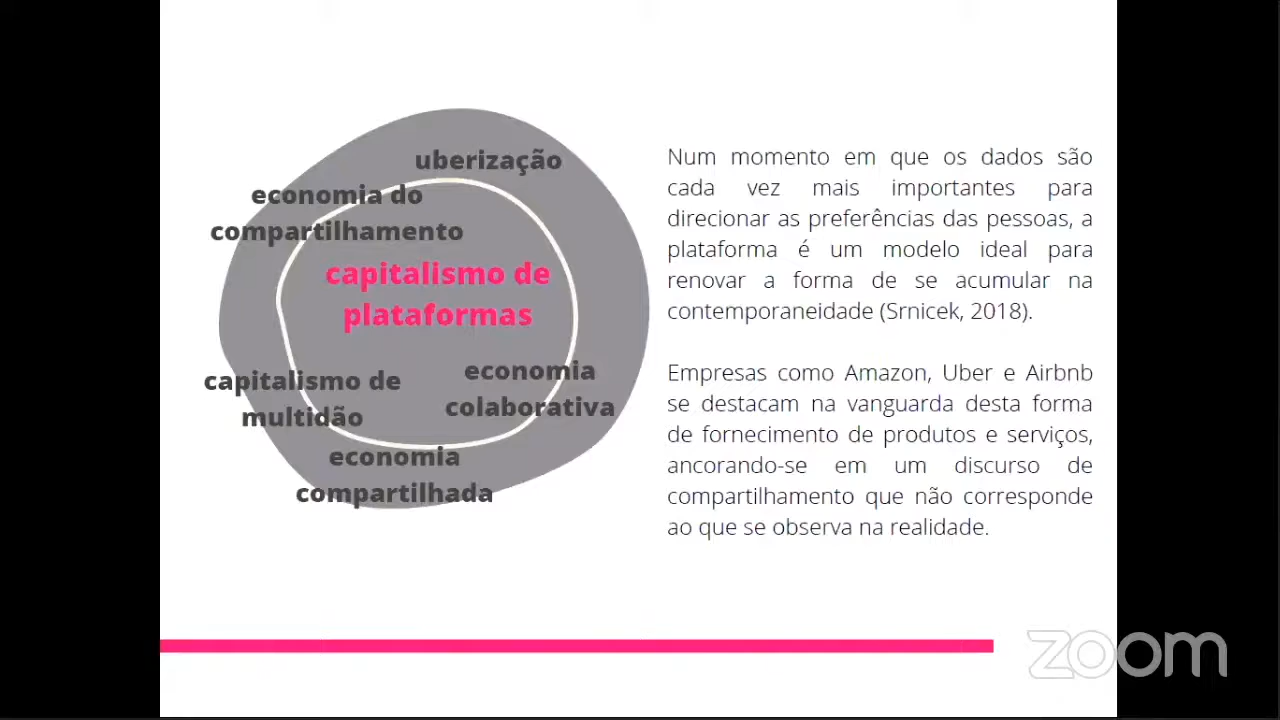 uberização
economia do
compartilhamento
capitalismo de
plataformas
capitalismo de
multidão
economia
colaborativa
economia
compartilhada
Num momento em que os dados são
cada vez mais importantes para
direcionar as preferências das pessoas, a
plataforma é um modelo ideal para
renovar a forma de se acumular na
contemporaneidade (Srnicek, 2018).
Empresas como Amazon, Uber e Airbnb
se destacam na vanguarda desta forma
de fornecimento de produtos e serviços,
ancorando-se em um discurso de
compartilhamento que não corresponde
ao que se observa na realidade.
zoom